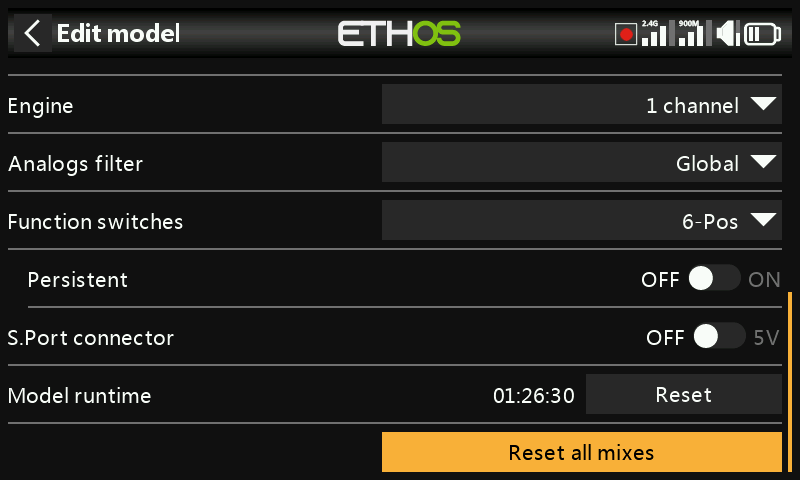 Edit model
ETHOS
2.4G 900M
Engine 1 channel
Analogs filter Global
Function switches 6-Pos
Persistent OFF ON
S.Port connector OFF 5V
Model runtime 01:26:30 Reset
Reset all mixes